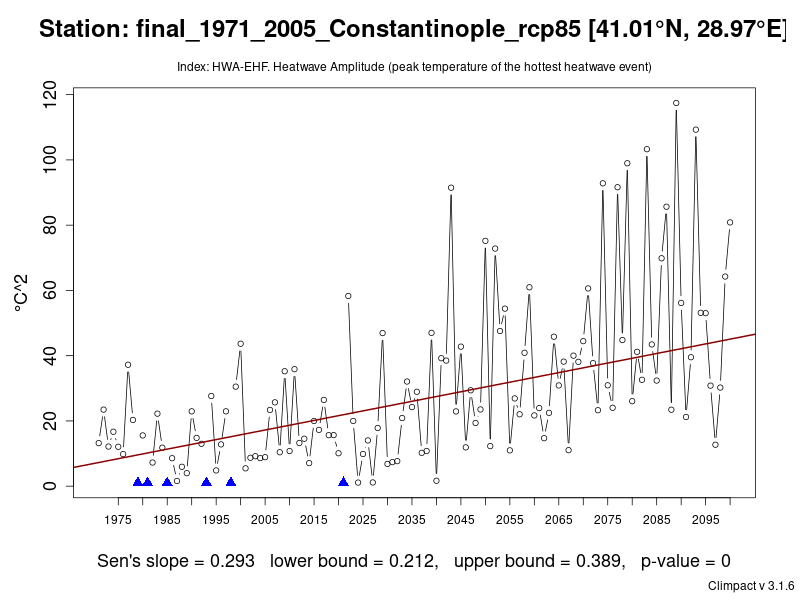 Station: final_1971_2005_Constantinople_rcp85 [41.01°N, 28.97°E]
Index: HWA-EHF. Heatwave Amplitude (peak temperature of the hottest heatwave event)
°C^2
120
100
80
60
40
20
0
1975 1985 1995 2005 2015 2025 2035 2045 2055 2065 2075 2085 2095
Sen's slope = 0.293 lower bound = 0.212, upper bound = 0.389, p-value = 0
Climpact v 3.1.6